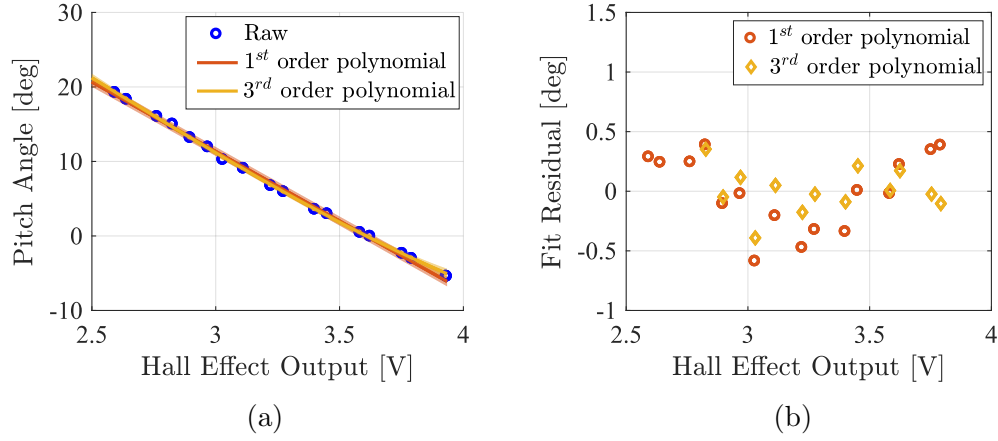 30
20
10
0
-10
2.5 3 3.5 4
Pitch Angle [deg]
Hall Effect Output [V]
Raw
1st order polynomial
3rd order polynomial
(a)
1.5
1
0.5
0
-0.5
-1
2.5 3 3.5 4
Fit Residual [deg]
Hall Effect Output [V]
1st order polynomial
3rd order polynomial
(b)